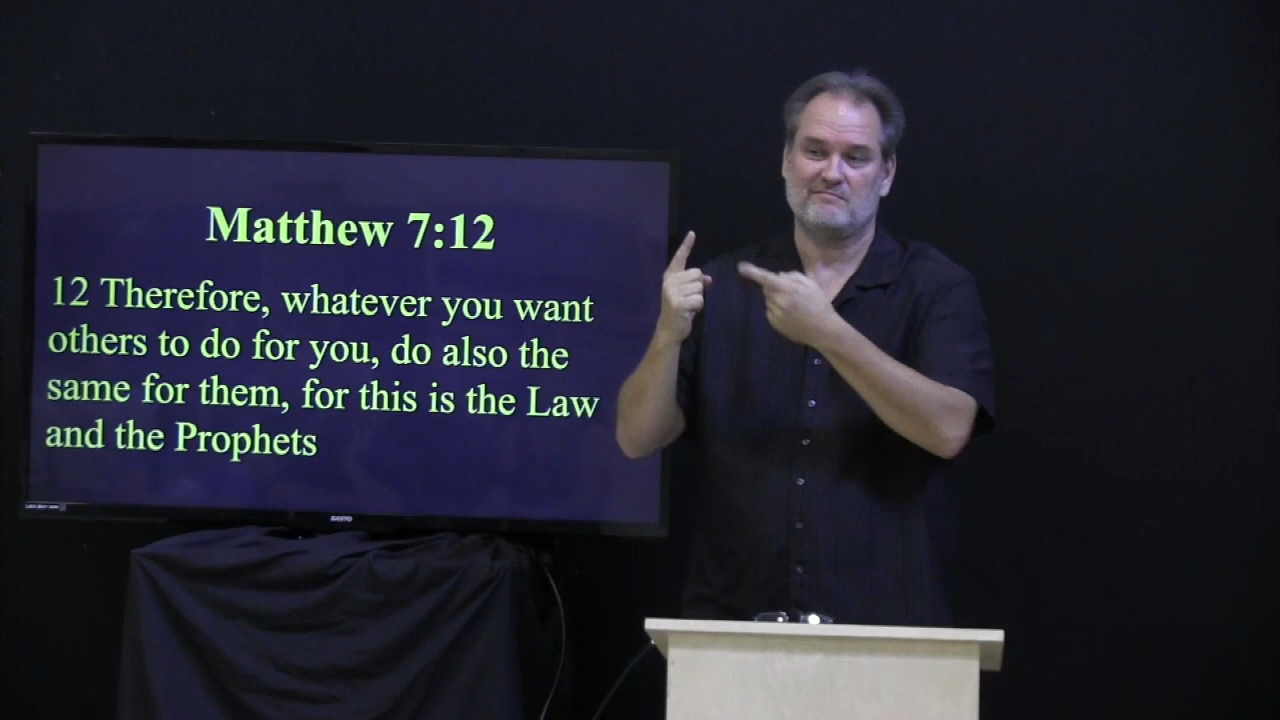 Matthew 7:12
12 Therefore, whatever you want
others to do for you, do also the
same for them, for this is the Law
and the Prophets
SANYO